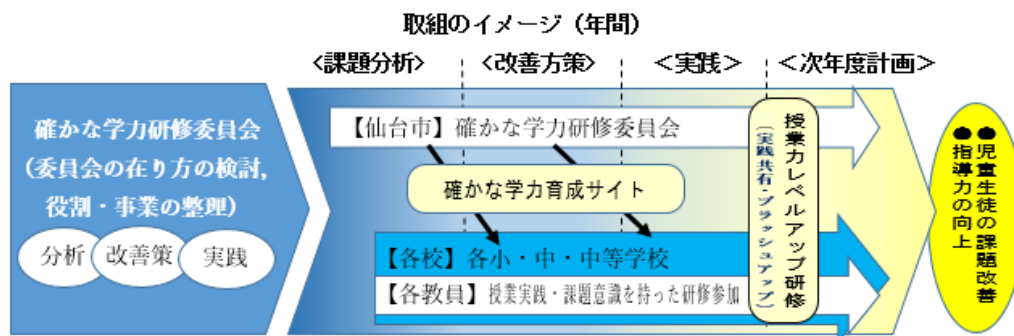 取組のイメージ（年間）
＜課題分析＞
＜改善方策＞
＜実践＞
＜次年度計画＞
確かな学力研修委員会
(委員会の在り方の検討,
役割・事業の整理)
分析
改善策
実践
【仙台市】確かな学力研修委員会
確かな学力育成サイト
【各校】各小・中・中等学校
【各教員】授業実践・課題意識を持った研修参加
授業力レベルアップ研修
(実践共有・ブラッシュアップ)
●児童生徒の課題改善
●指導力の向上